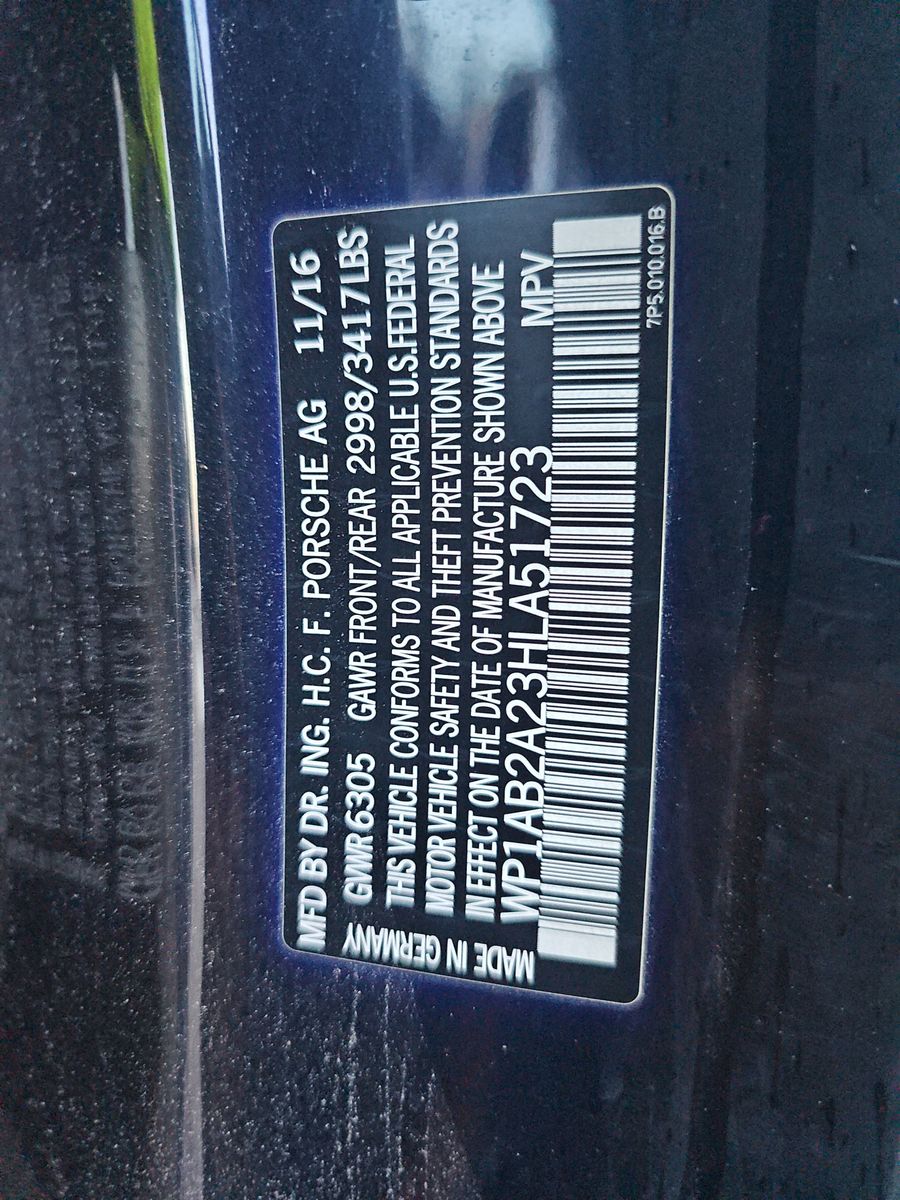 MFD BY DR. ING. H.C. F. PORSCHE AG 11/16
GVWR 6305 GAWR FRONT/REAR 2998/3417LBS
THIS VEHICLE CONFORMS TO ALL APPLICABLE U.S.FEDERAL
MOTOR VEHICLE SAFETY AND THEFT PREVENTION STANDARDS
IN EFFECT ON THE DATE OF MANUFACTURE SHOWN ABOVE
WP1AB2A23HLA51723 MPV
MADE IN GERMANY
7P5.010.016.B